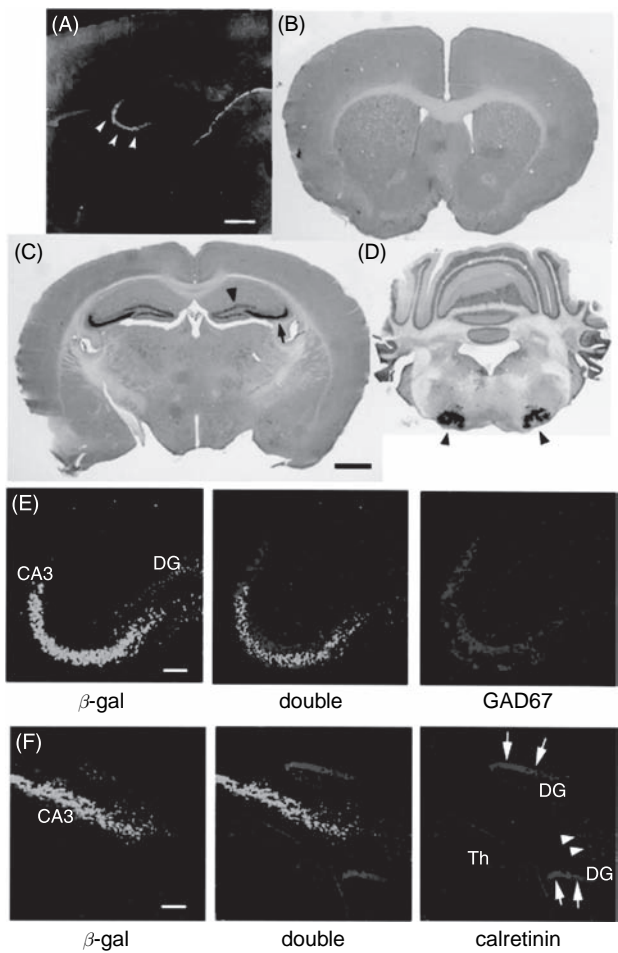 (A)
(B)
(C)
(D)
(E)
CA3
DG
β-gal
double
GAD67
(F)
CA3
DG
Th
DG
β-gal
double
calretinin